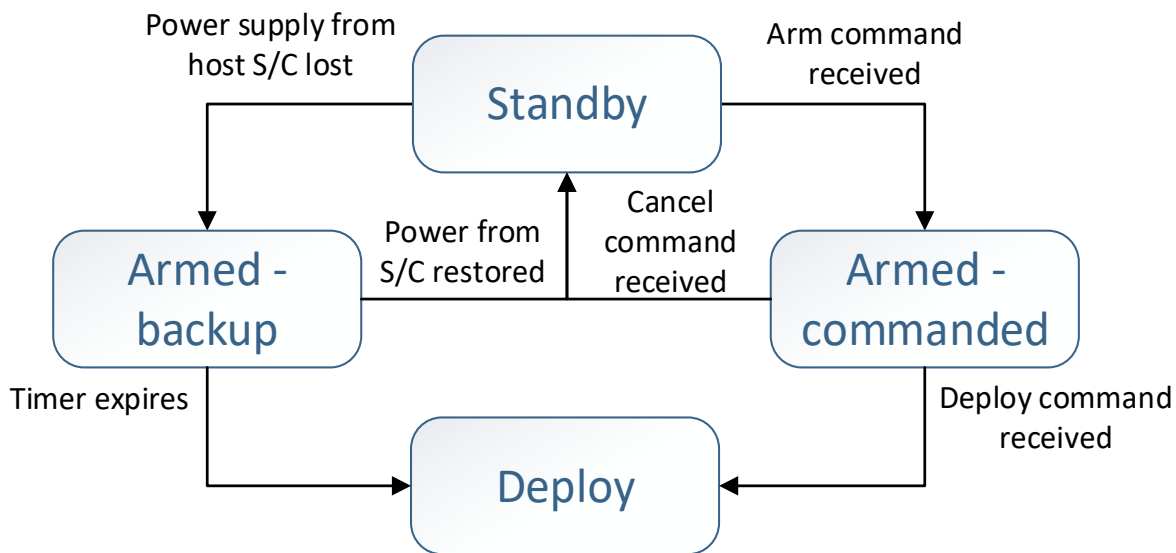 Power supply from
host S/C lost
Standby
Arm command
received
Armed -
backup
Power from
S/C restored
Cancel
command
received
Armed -
commanded
Timer expires
Deploy
Deploy command
received